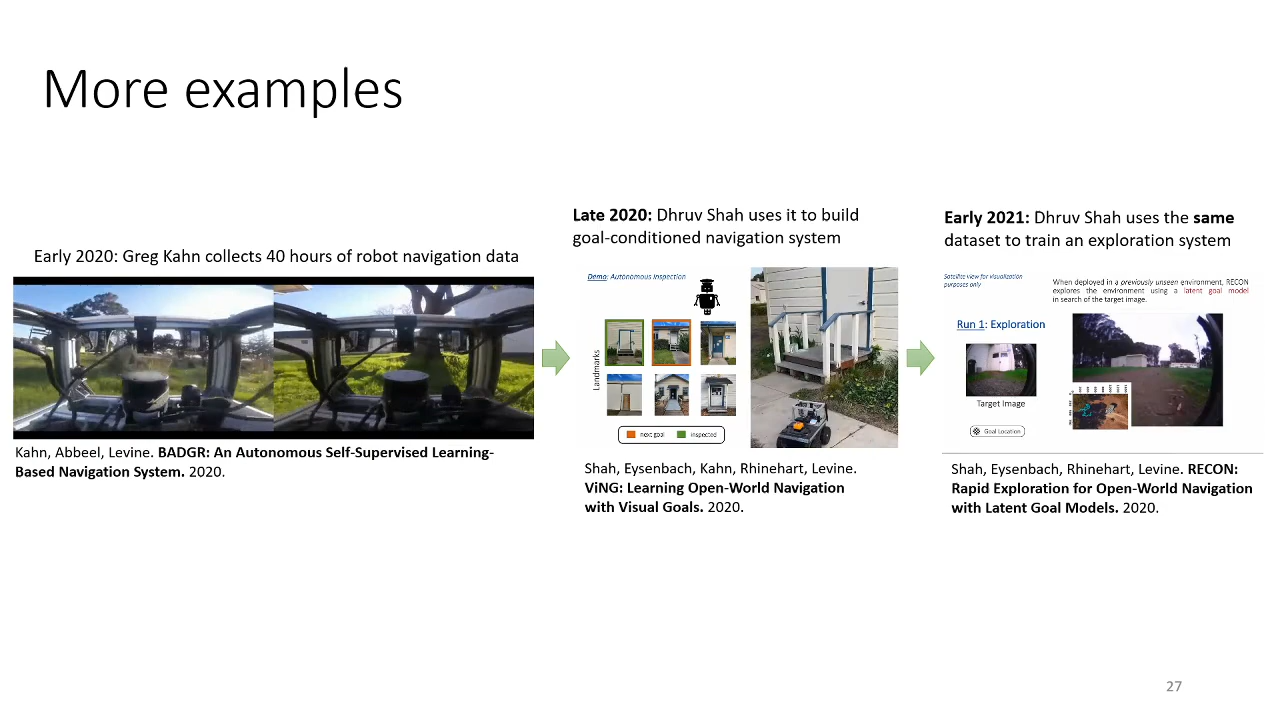 More examples
Early 2020: Greg Kahn collects 40 hours of robot navigation data
Kahn, Abbeel, Levine. BADGR: An Autonomous Self-Supervised Learning-
Based Navigation System. 2020.
Late 2020: Dhruv Shah uses it to build
goal-conditioned navigation system
Demo: Autonomous Inspection
Landmarks
next goal
inspected
Shah, Eysenbach, Kahn, Rhinehart, Levine.
ViNG: Learning Open-World Navigation
with Visual Goals. 2020.
Early 2021: Dhruv Shah uses the same
dataset to train an exploration system
Satellite view for visualization
purposes only
When deployed in a previously unseen environment, RECON
explores the environment using a latent goal model
in search of the target image.
Run 1: Exploration
Target Image
Goal Location
Shah, Eysenbach, Rhinehart, Levine. RECON:
Rapid Exploration for Open-World Navigation
with Latent Goal Models. 2020.
27